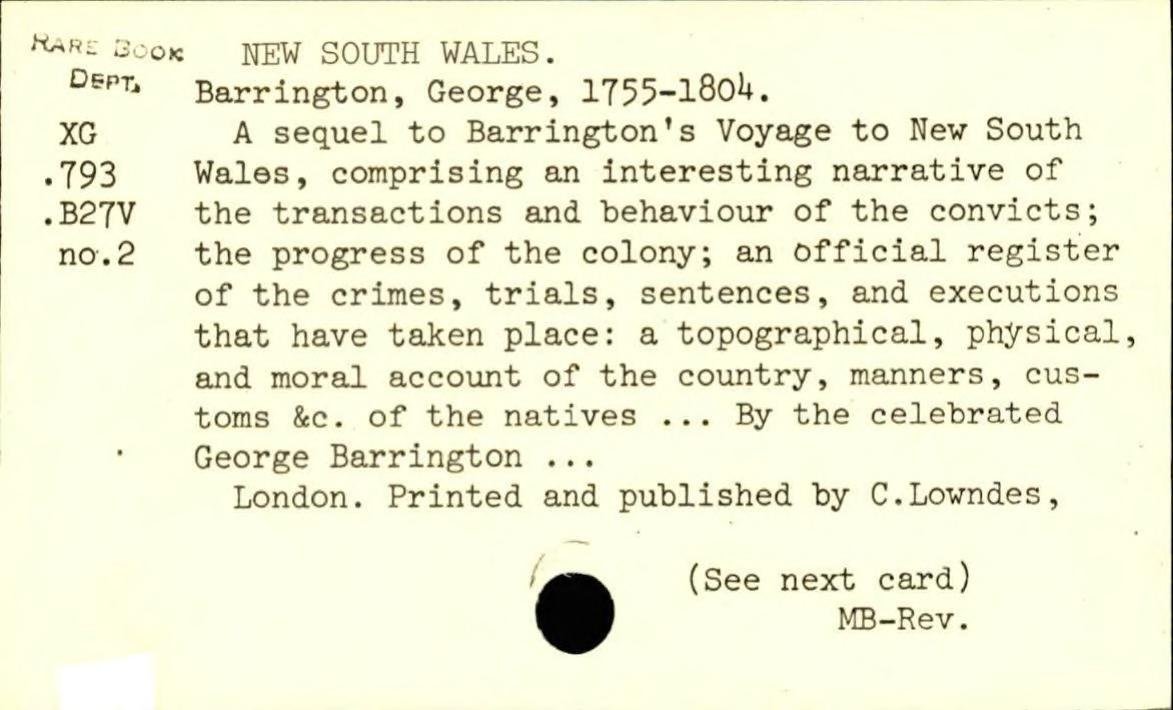 RARE BOOK DEPT.
NEW SOUTH WALES.
Barrington, George, 1755-1804.
XG
.793
.B27V
no.2
A sequel to Barrington's Voyage to New South
Wales, comprising an interesting narrative of
the transactions and behaviour of the convicts;
the progress of the colony; an official register
of the crimes, trials, sentences, and executions
that have taken place: a topographical, physical,
and moral account of the country, manners, cus-
toms &c. of the natives ... By the celebrated
George Barrington ...
London. Printed and published by C.Lowndes,
(See next card)
MB-Rev.